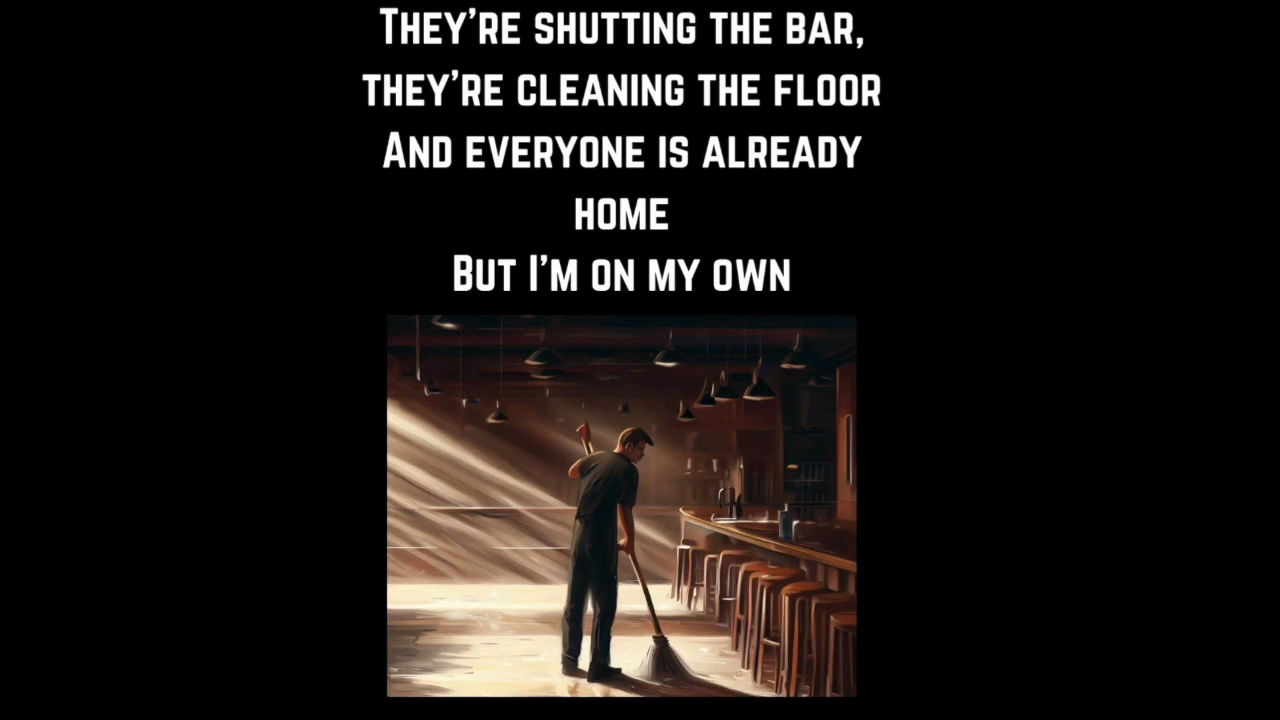 They're shutting the bar,
they're cleaning the floor
And everyone is already
home
But I'm on my own